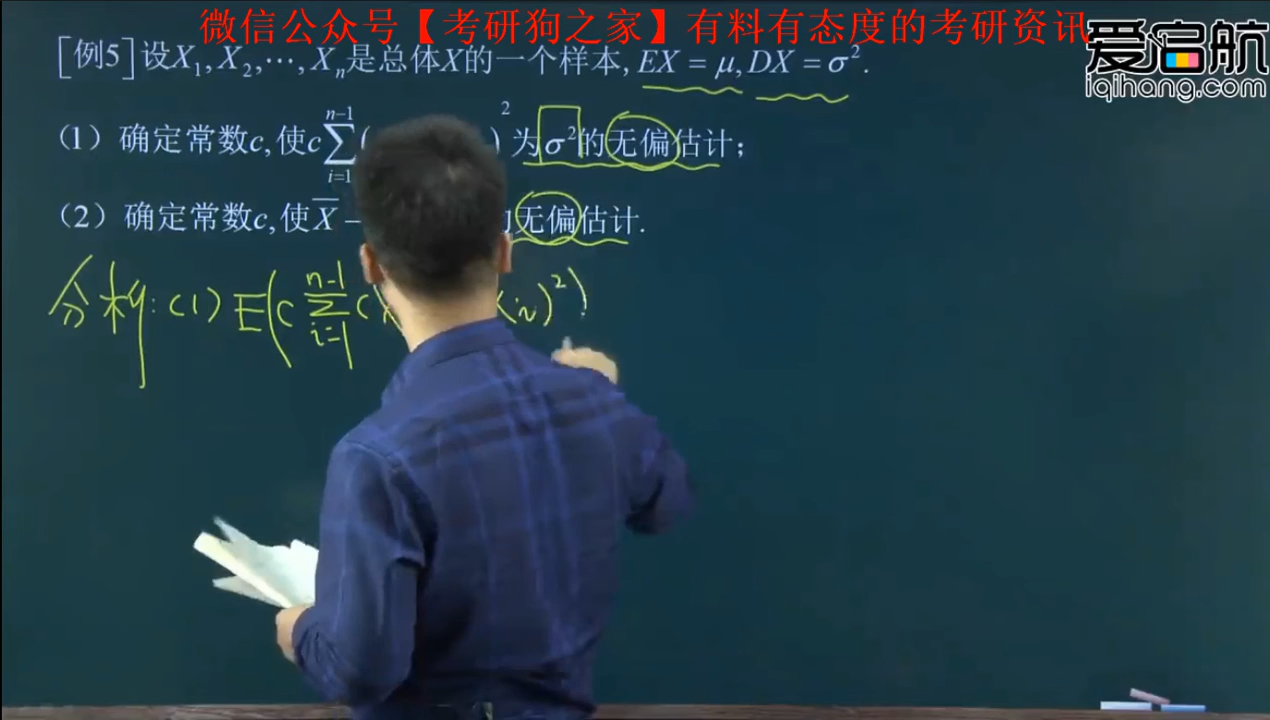 微信公众号【考研狗之家】有料有态度的考研资讯
爱启航
iqihang.com
[例5]设X₁,X₂,⋯,Xₙ是总体X的一个样本,EX=μ,DX=σ².
(1) 确定常数c,使c∑ᵢ₌₁ⁿ⁻¹( )²为σ²的无偏估计;
(2) 确定常数c,使X̅− 无偏估计.
分析:(1) E(c∑ᵢ₌₁ⁿ⁻¹( i)²)